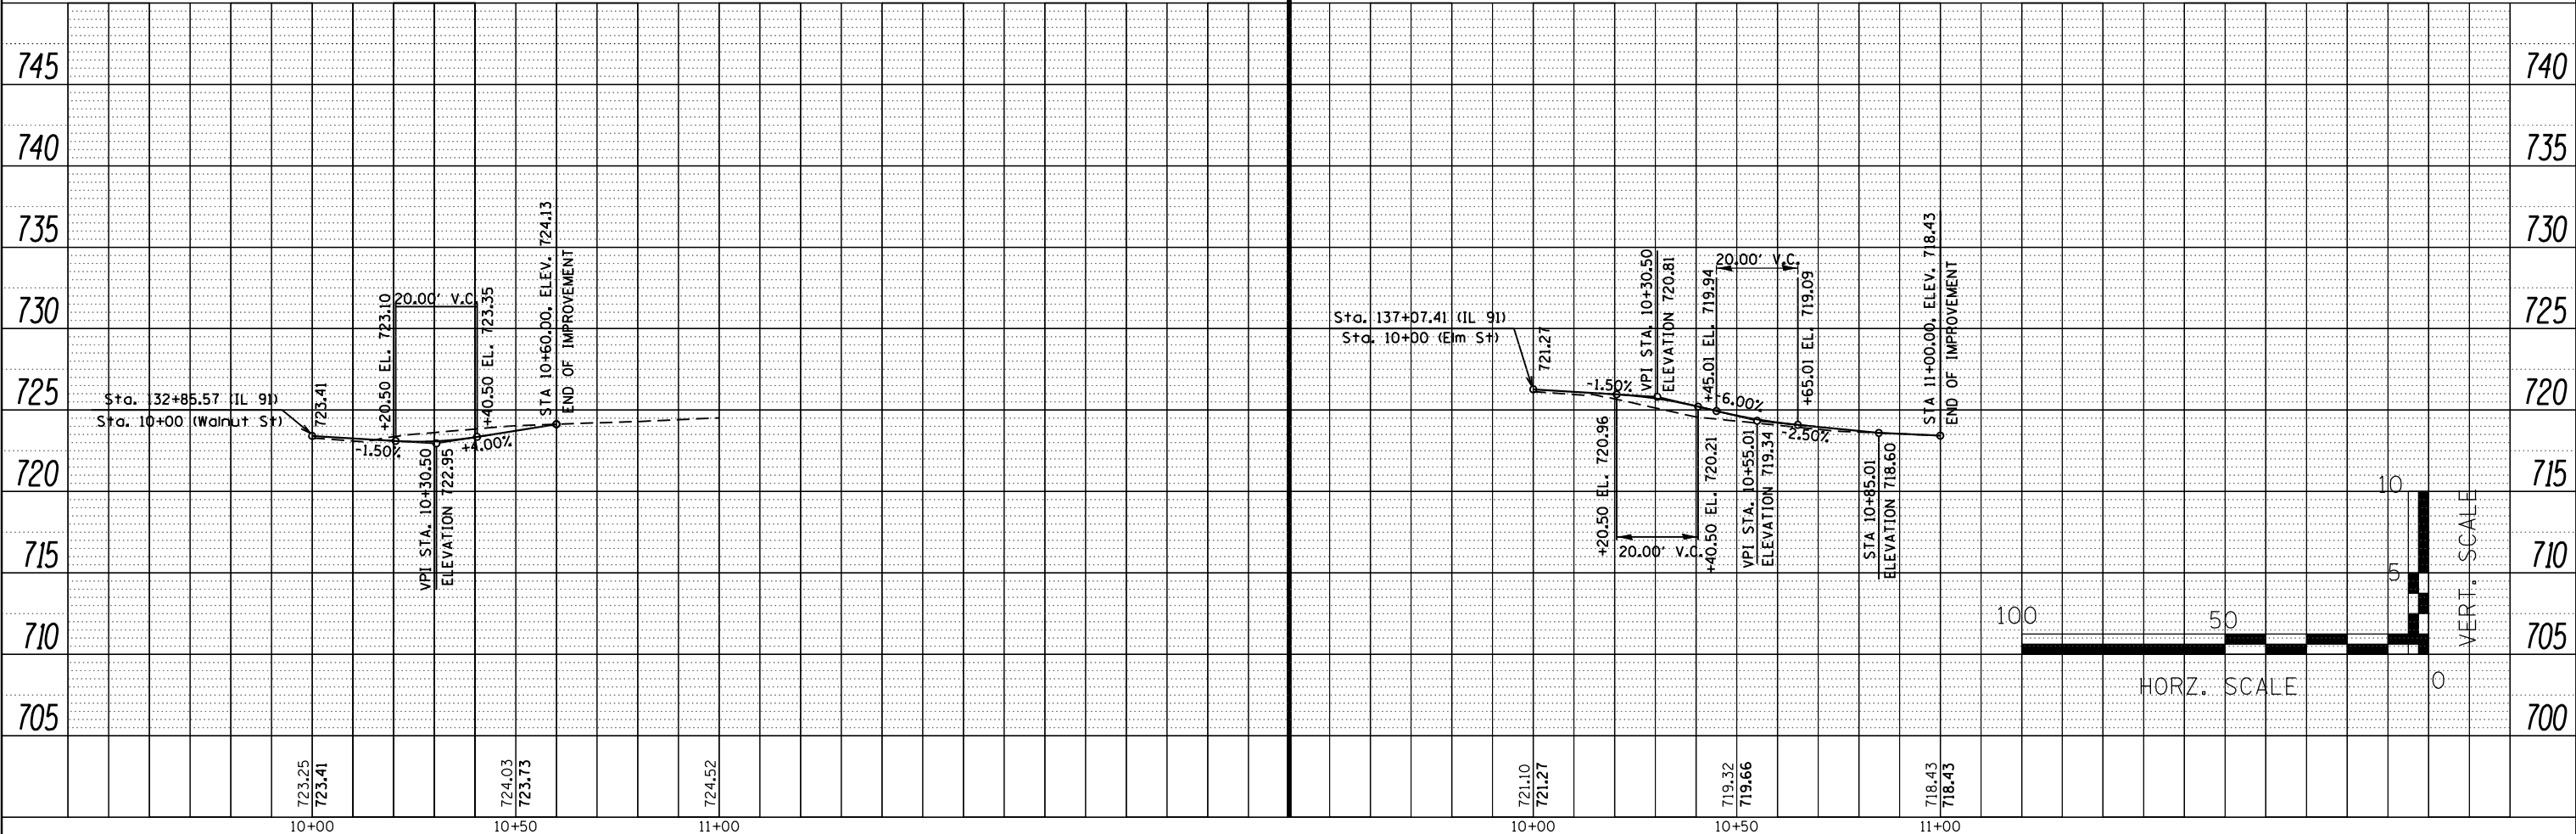 745
740
735
730
725
720
715
710
705
Sta. 132+85.57 (IL 91)
Sta. 10+00 (Walnut St)
723.41
-1.50%
+20.50 EL. 723.10
20.00' V.C.
+40.50 EL. 723.35
VPI STA. 10+30.50
ELEVATION 722.95
+4.00%
STA 10+60.00, ELEV. 724.13
END OF IMPROVEMENT
723.25
723.41
724.03
723.73
724.52
10+00
10+50
11+00
Sta. 137+07.41 (IL 91)
Sta. 10+00 (Elm St)
721.27
-1.50%
+20.50 EL. 720.96
20.00' V.C.
+40.50 EL. 720.21
VPI STA. 10+30.50
ELEVATION 720.81
+45.01 EL. 719.94
20.00' V.C.
+65.01 EL. 719.09
-6.00%
VPI STA. 10+55.01
ELEVATION 719.34
-2.50%
STA 10+85.01
ELEVATION 718.60
STA 11+00.00, ELEV. 718.43
END OF IMPROVEMENT
721.10
721.27
719.32
719.66
718.43
718.43
10+00
10+50
11+00
100
50
0
HORZ. SCALE
10
5
VERT. SCALE
740
735
730
725
720
715
710
705
700